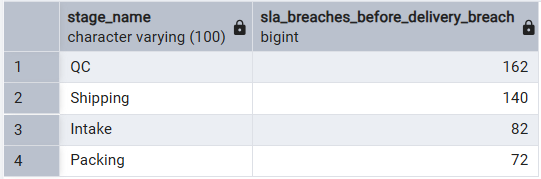 stage_name sla_breaches_before_delivery_breach
character varying (100) bigint
1 QC 162
2 Shipping 140
3 Intake 82
4 Packing 72